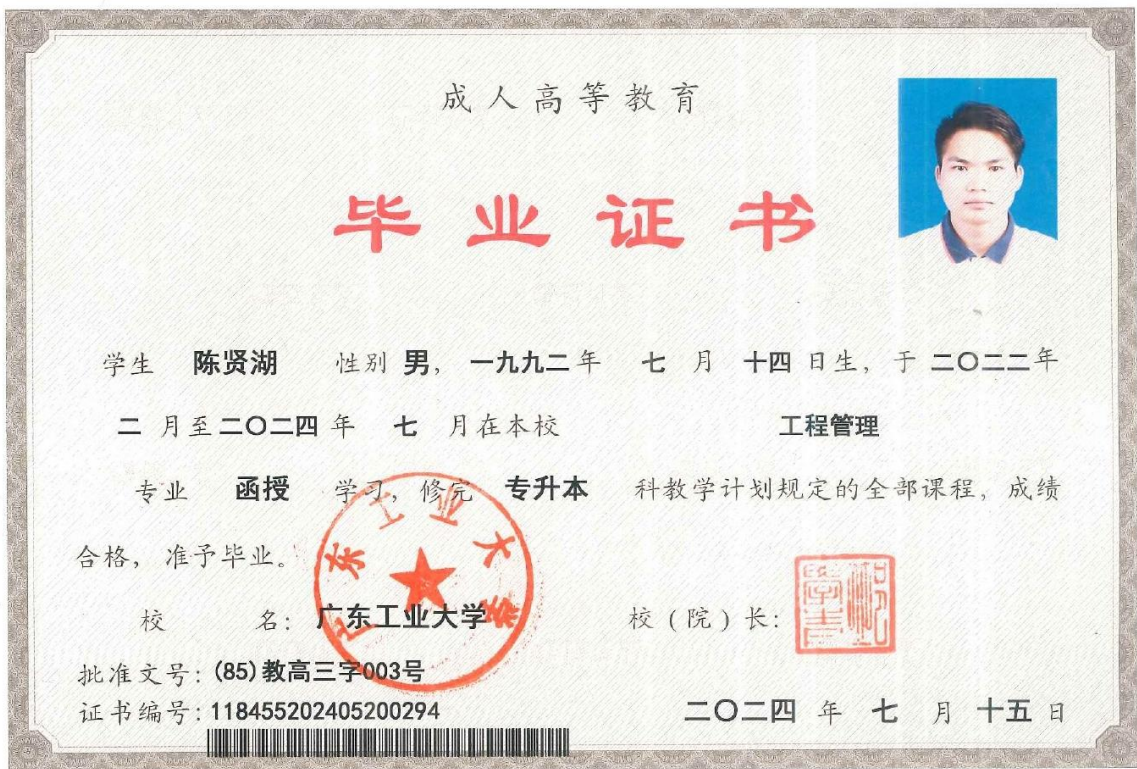 成人高等教育
毕业证书
学生 陈贤湖 性别 男, 一九九二年 七 月 十四 日生, 于 二〇二二年
二 月至二〇二四 年 七 月在本校 工程管理
专业 函授 学习, 修完 专升本 科教学计划规定的全部课程, 成绩
合格, 准予毕业。
广东工业大学
校 名: 广东工业大学 校(院)长:
批准文号: (85)教高三字003号
证书编号: 118455202405200294
二〇二四 年 七 月 十五 日